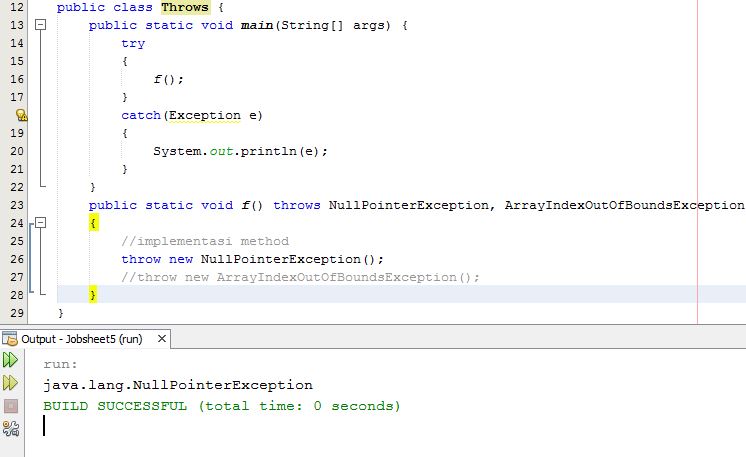 12 public class Throws {
13 public static void main(String[] args) {
14 try
15 {
16 f();
17 }
catch(Exception e)
19 {
20 System.out.println(e);
21 }
22 }
23 public static void f() throws NullPointerException, ArrayIndexOutOfBoundsException
24 {
25 //implementasi method
26 throw new NullPointerException();
27 //throw new ArrayIndexOutOfBoundsException();
28 }
29 }
Output - Jobsheet5 (run) ×
run:
java.lang.NullPointerException
BUILD SUCCESSFUL (total time: 0 seconds)